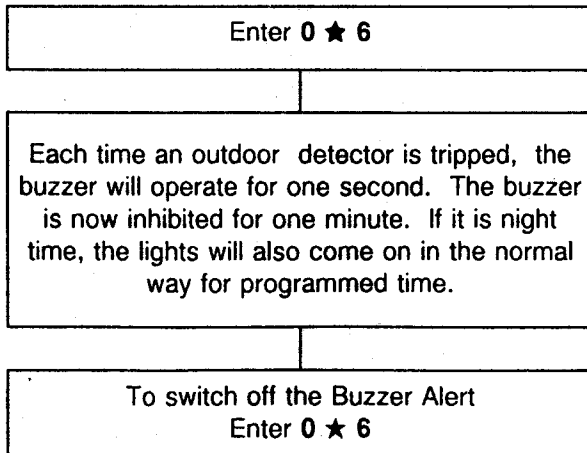 Enter 0 ★ 6
Each time an outdoor detector is tripped, the
buzzer will operate for one second. The buzzer
is now inhibited for one minute. If it is night
time, the lights will also come on in the normal
way for programmed time.
To switch off the Buzzer Alert
Enter 0 ★ 6